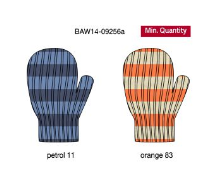 BAW14-09256a
Min. Quantity
petrol 11
orange 83